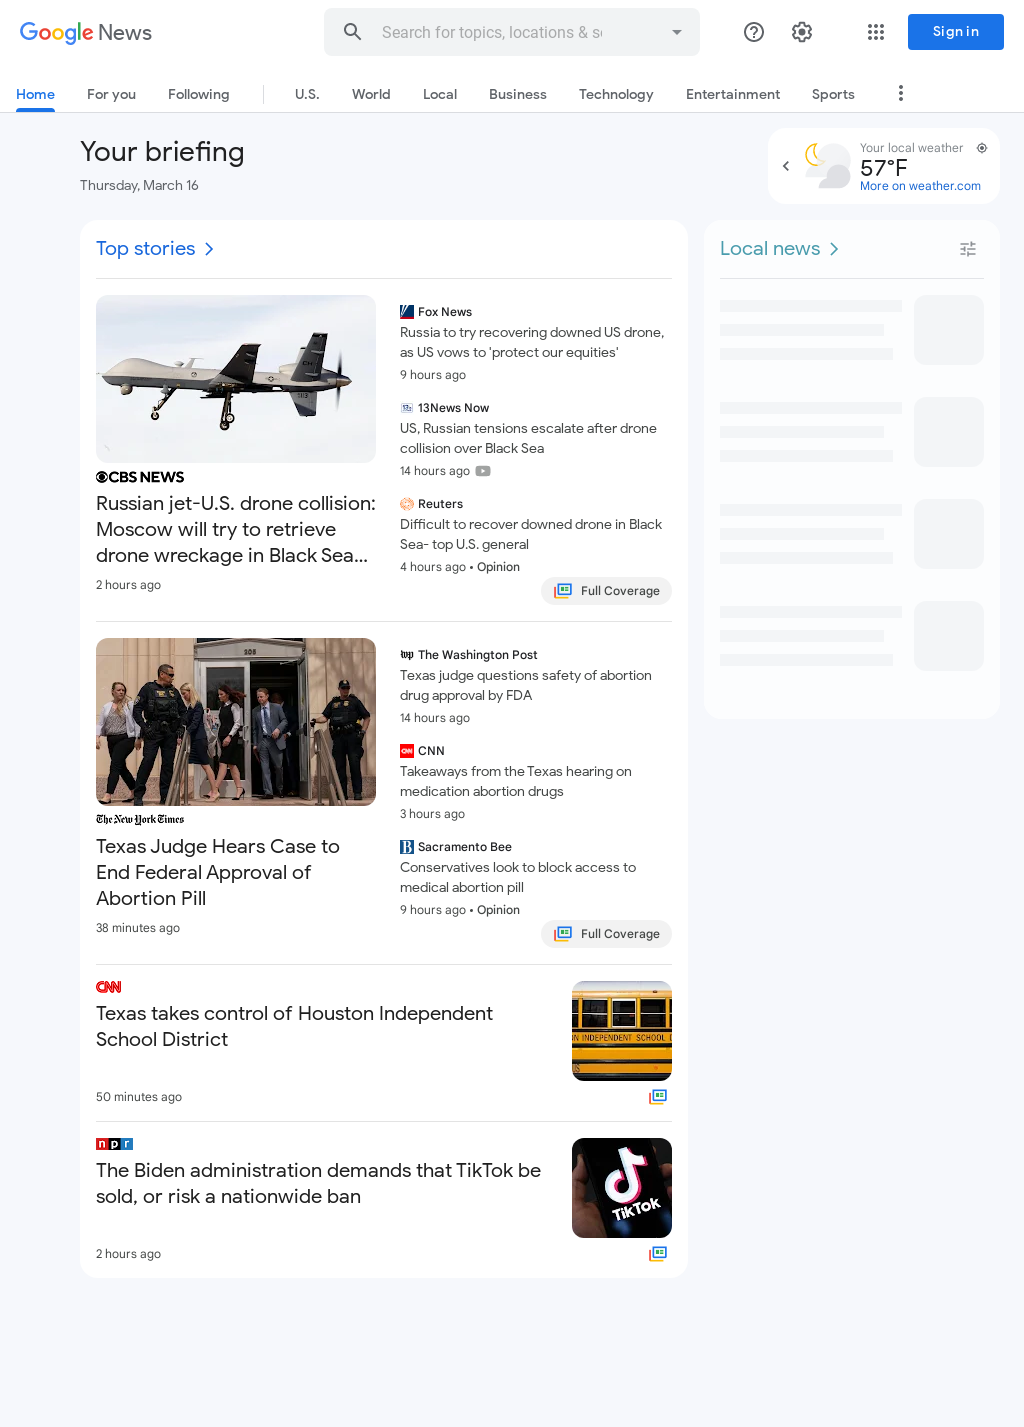 Google News
Search for topics, locations & so
Sign in
Home
For you
Following
U.S.
World
Local
Business
Technology
Entertainment
Sports
Your briefing
Thursday, March 16
Your local weather
57°F
More on weather.com
Top stories
CBS NEWS
Russian jet-U.S. drone collision:
Moscow will try to retrieve
drone wreckage in Black Sea...
2 hours ago
Fox News
Russia to try recovering downed US drone,
as US vows to 'protect our equities'
9 hours ago
13News Now
US, Russian tensions escalate after drone
collision over Black Sea
14 hours ago
Reuters
Difficult to recover downed drone in Black
Sea- top U.S. general
4 hours ago • Opinion
Full Coverage
205
The New York Times
Texas Judge Hears Case to
End Federal Approval of
Abortion Pill
38 minutes ago
The Washington Post
Texas judge questions safety of abortion
drug approval by FDA
14 hours ago
CNN
Takeaways from the Texas hearing on
medication abortion drugs
3 hours ago
Sacramento Bee
Conservatives look to block access to
medical abortion pill
9 hours ago • Opinion
Full Coverage
CNN
Texas takes control of Houston Independent
School District
50 minutes ago
INDEPENDENT SCHOOL
npr
The Biden administration demands that TikTok be
sold, or risk a nationwide ban
2 hours ago
TikTok
Local news